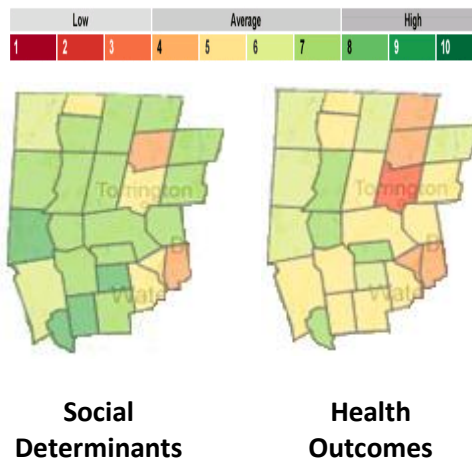 Low Average High
1 2 3 4 5 6 7 8 9 10
Torrington Torrington
Social Health
Determinants Outcomes